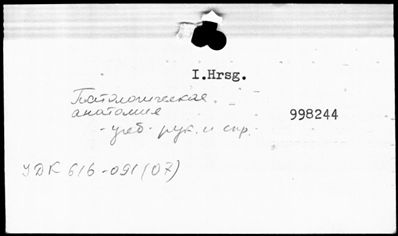 I.Hrsg.
Патологическая
анатомия
998244
- учеб. рук. и спр.
УДК 616-091(07)